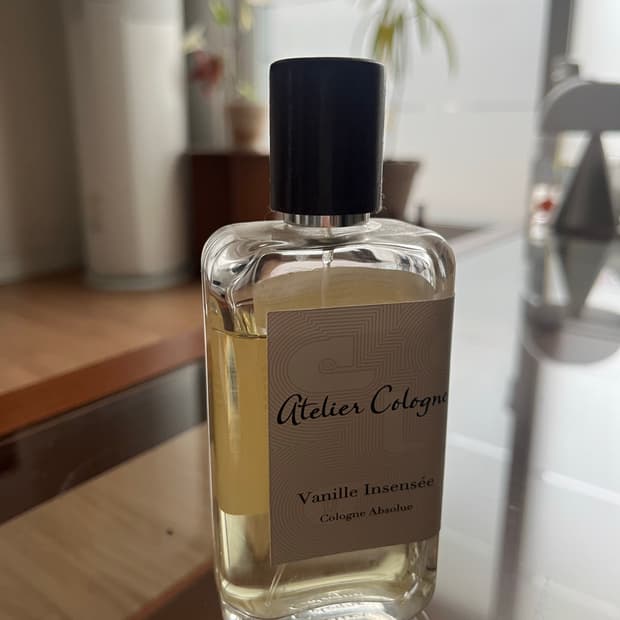 Atelier Cologne
Vanille Insensée
Cologne Absolue